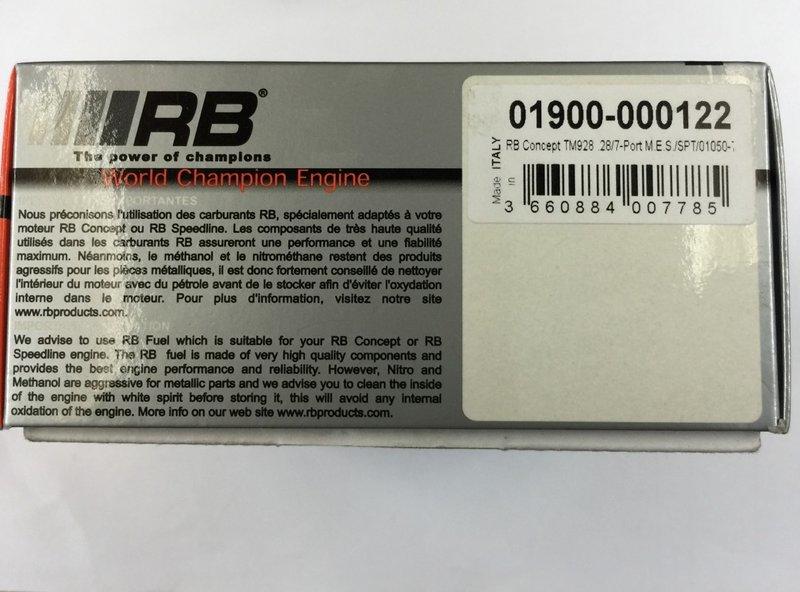 RB®
The power of champions
World Champion Engine
IMPORTANTES
Nous préconisons l'utilisation des carburants RB, spécialement adaptés à votre
moteur RB Concept ou RB Speedline. Les composants de très haute qualité
utilisés dans les carburants RB assureront une performance et une fiabilité
maximum. Néanmoins, le méthanol et le nitrométhane restent des produits
agressifs pour les pièces métalliques, il est donc fortement conseillé de nettoyer
l'intérieur du moteur avec du pétrole avant de le stocker afin d'éviter l'oxydation
interne dans le moteur. Pour plus d'information, visitez notre site
www.rbproducts.com.
We advise to use RB Fuel which is suitable for your RB Concept or RB
Speedline engine. The RB fuel is made of very high quality components and
provides the best engine performance and reliability. However, Nitro and
Methanol are aggressive for metallic parts and we advise you to clean the inside
of the engine with white spirit before storing it, this will avoid any internal
oxidation of the engine. More info on our web site www.rbproducts.com.
01900-000122
RB Concept TM928 .28/7-Port M.E.S./SPT/01050-
Made in ITALY
3 660884 007785